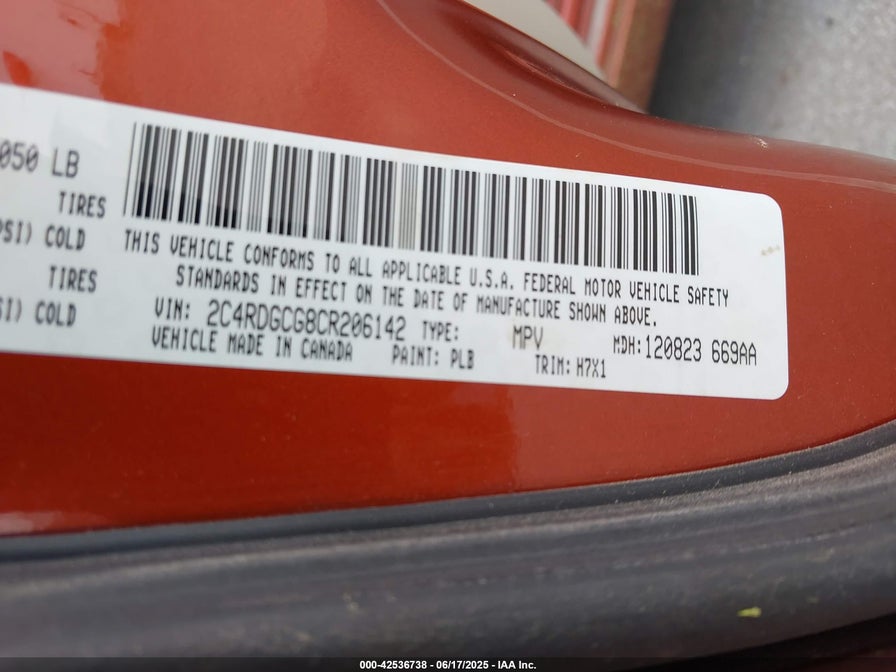 050 LB
TIRES
PSI) COLD
TIRES
SI) COLD
THIS VEHICLE CONFORMS TO ALL APPLICABLE U.S.A. FEDERAL MOTOR VEHICLE SAFETY
STANDARDS IN EFFECT ON THE DATE OF MANUFACTURE SHOWN ABOVE.
VIN: 2C4RDGCG8CR206142 TYPE: MPV MDH: 120823 669AA
VEHICLE MADE IN CANADA PAINT: PLB TRIM: H7X1
000-42536738 - 06/17/2025 - IAA Inc.